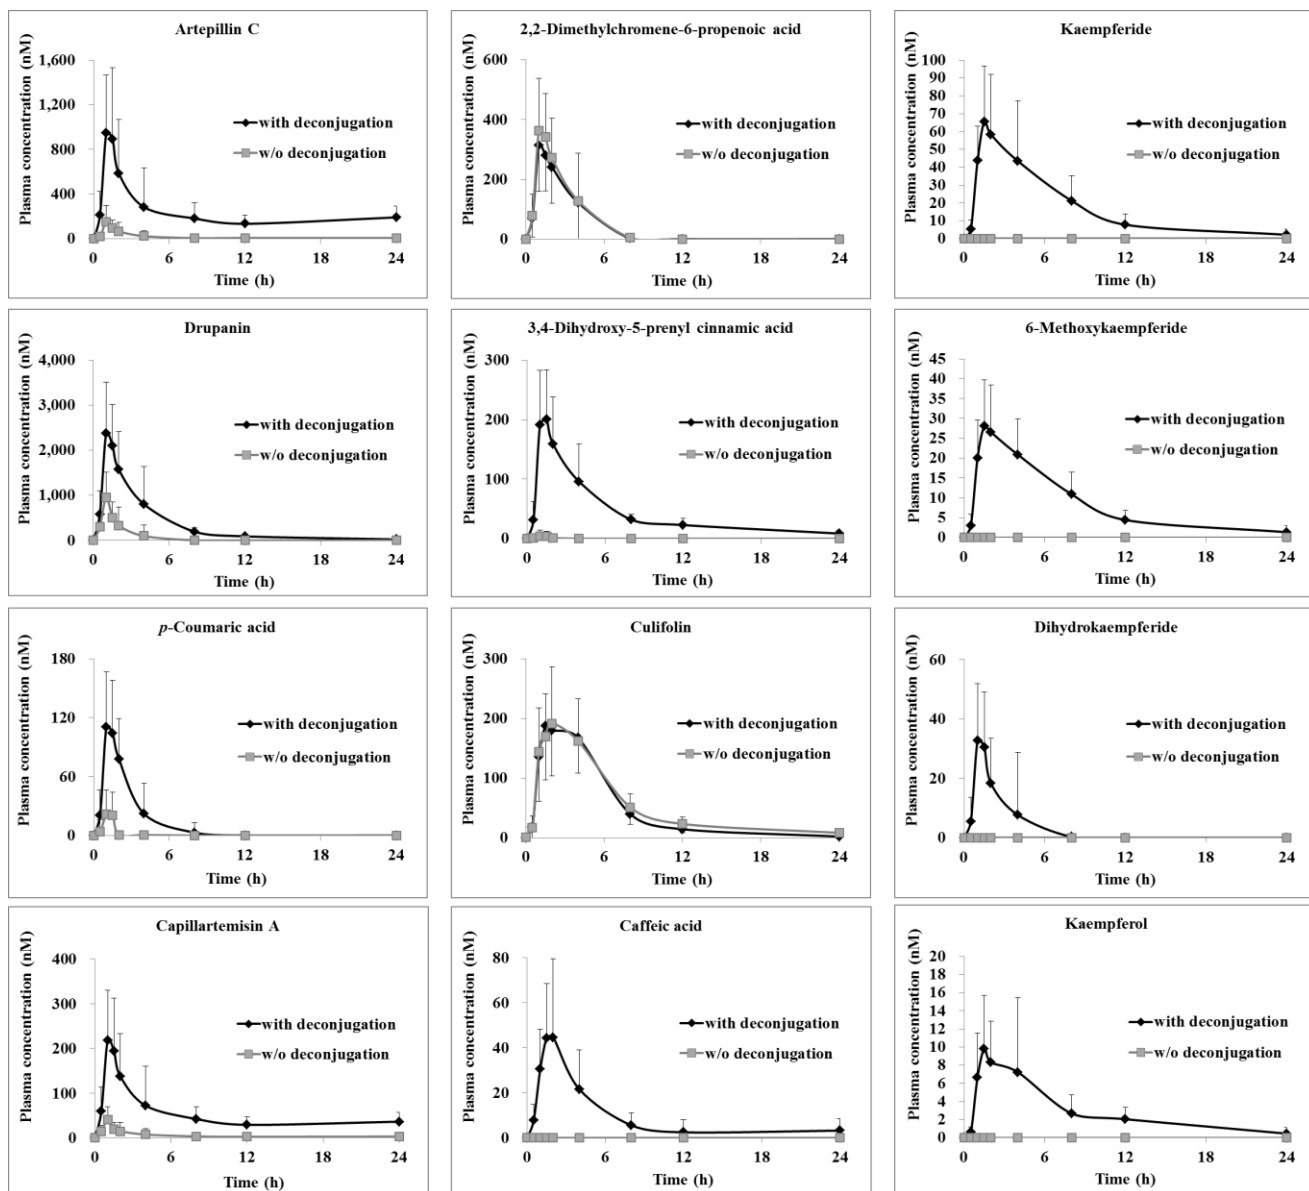 Artepillin C
Plasma concentration (nM)
1,600
1,200
800
400
0
with deconjugation
w/o deconjugation
0 6 12 18 24
Time (h)
2,2-Dimethylchromene-6-propenoic acid
Plasma concentration (nM)
600
400
200
0
with deconjugation
w/o deconjugation
0 6 12 18 24
Time (h)
Kaempferide
Plasma concentration (nM)
100
90
80
70
60
50
40
30
20
10
0
with deconjugation
w/o deconjugation
0 6 12 18 24
Time (h)
Drupanin
Plasma concentration (nM)
4,000
3,000
2,000
1,000
0
with deconjugation
w/o deconjugation
0 6 12 18 24
Time (h)
3,4-Dihydroxy-5-prenyl cinnamic acid
Plasma concentration (nM)
300
200
100
0
with deconjugation
w/o deconjugation
0 6 12 18 24
Time (h)
6-Methoxykaempferide
Plasma concentration (nM)
45
40
35
30
25
20
15
10
5
0
with deconjugation
w/o deconjugation
0 6 12 18 24
Time (h)
p-Coumaric acid
Plasma concentration (nM)
180
120
60
0
with deconjugation
w/o deconjugation
0 6 12 18 24
Time (h)
Culifolin
Plasma concentration (nM)
300
200
100
0
with deconjugation
w/o deconjugation
0 6 12 18 24
Time (h)
Dihydrokaempferide
Plasma concentration (nM)
60
40
20
0
with deconjugation
w/o deconjugation
0 6 12 18 24
Time (h)
Capillartemisin A
Plasma concentration (nM)
400
300
200
100
0
with deconjugation
w/o deconjugation
0 6 12 18 24
Time (h)
Caffeic acid
Plasma concentration (nM)
80
60
40
20
0
with deconjugation
w/o deconjugation
0 6 12 18 24
Time (h)
Kaempferol
Plasma concentration (nM)
20
18
16
14
12
10
8
6
4
2
0
with deconjugation
w/o deconjugation
0 6 12 18 24
Time (h)